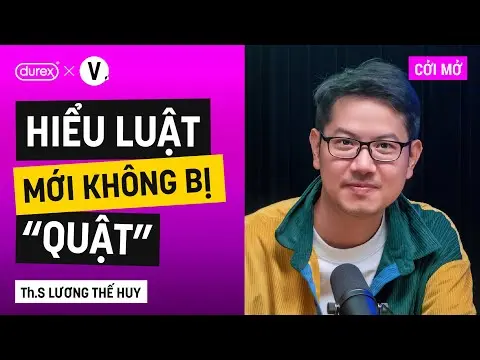 durex × V.
CỞI MỞ
HIỂU LUẬT
MỚI KHÔNG BỊ
“QUẬT”
Th.S LƯƠNG THẾ HUY